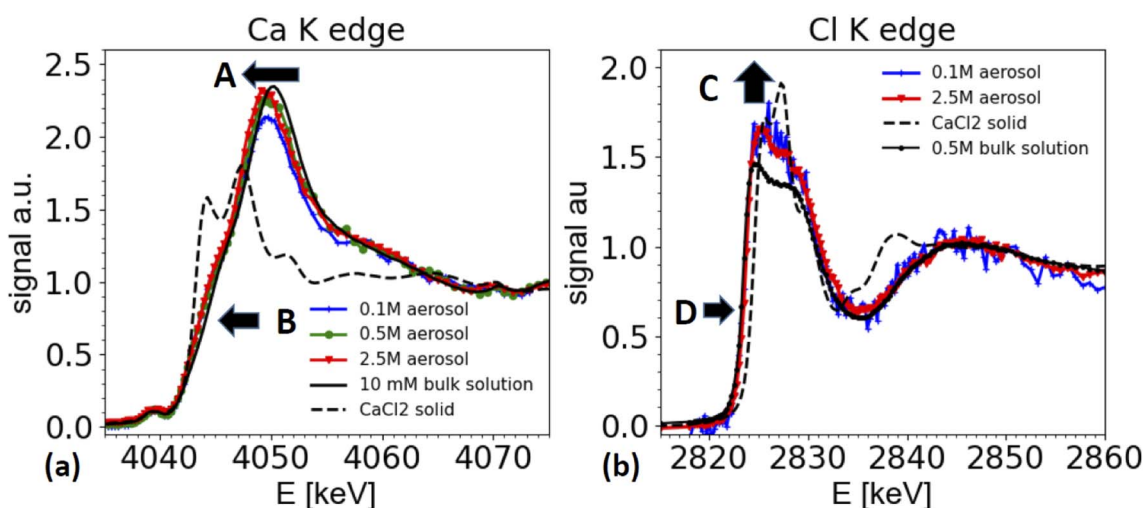 Ca K edge
A
B
signal a.u.
2.5
2.0
1.5
1.0
0.5
0.0
0.1M aerosol
0.5M aerosol
2.5M aerosol
10 mM bulk solution
CaCl2 solid
4040 4050 4060 4070
(a)
E [keV]
Cl K edge
C
D
signal au
2.0
1.5
1.0
0.5
0.0
0.1M aerosol
2.5M aerosol
CaCl2 solid
0.5M bulk solution
2820 2830 2840 2850 2860
(b)
E [keV]